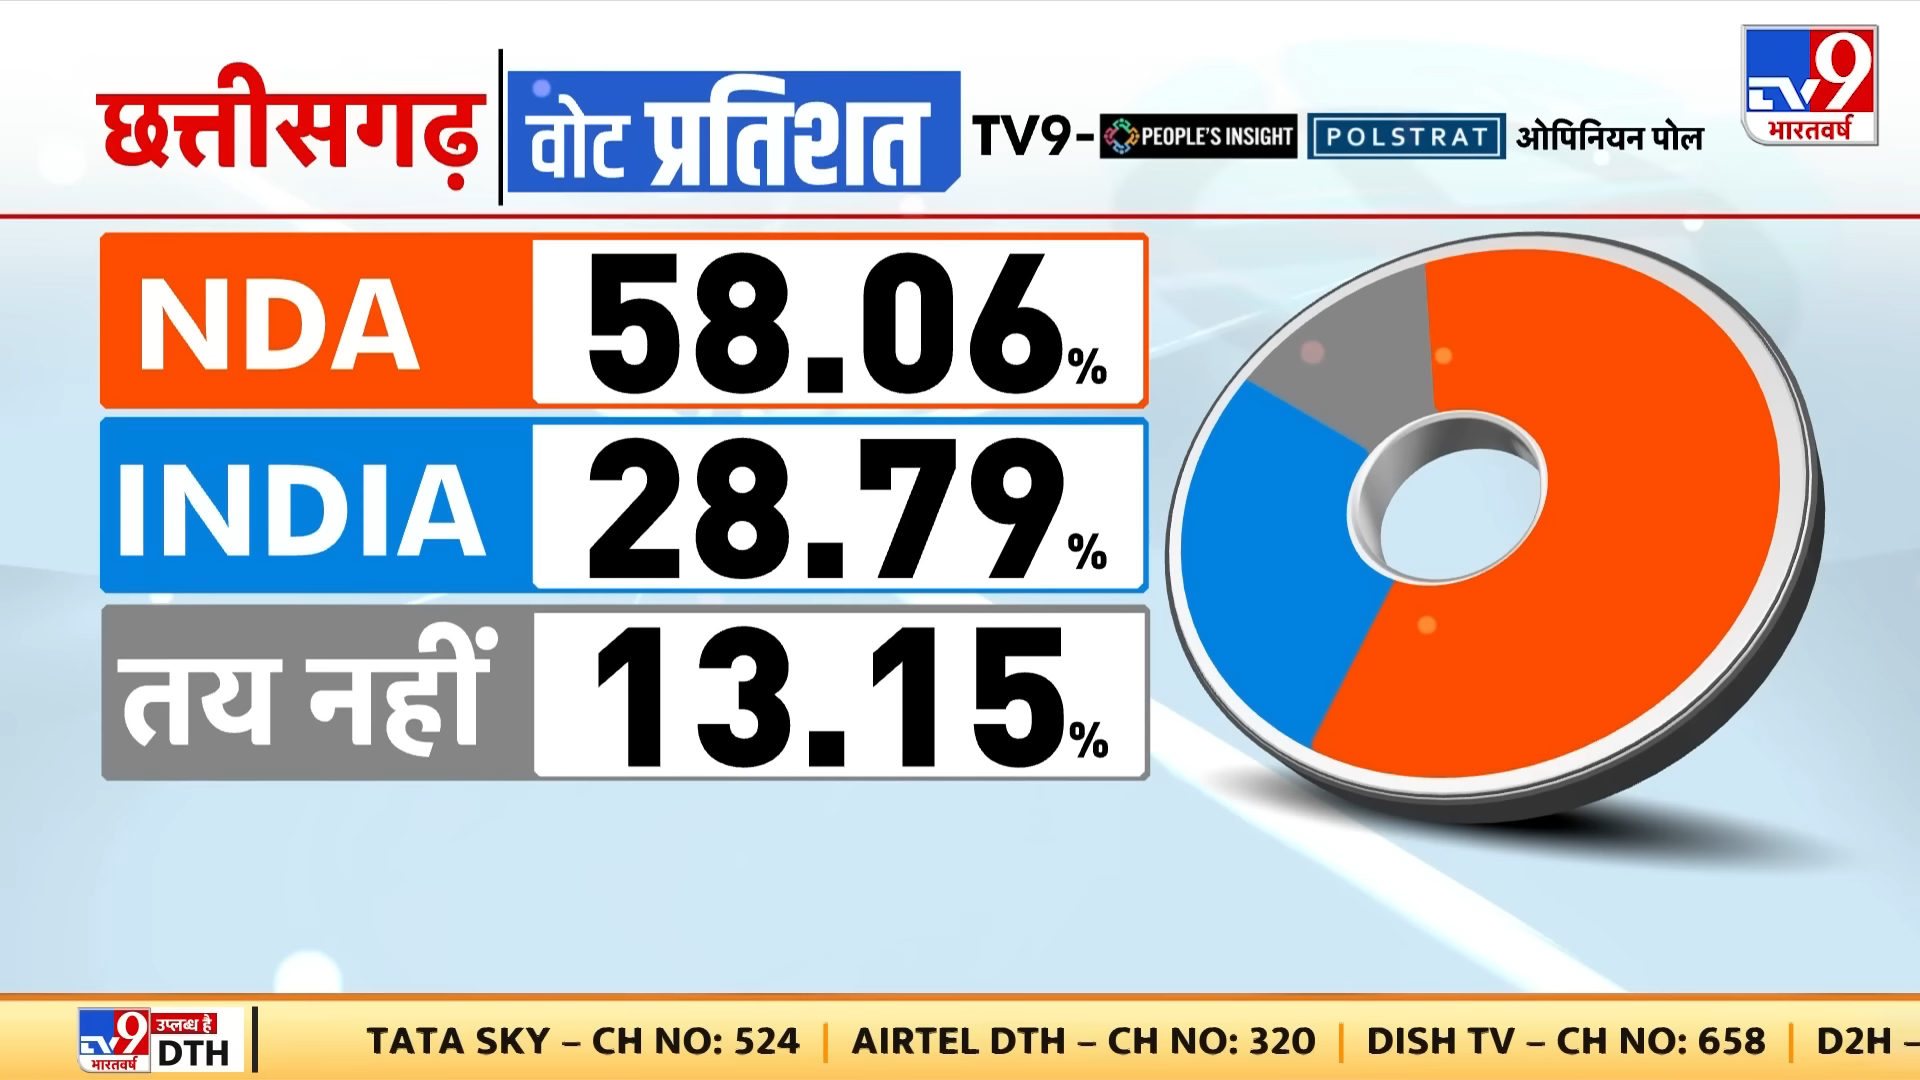 छत्तीसगढ़
वोट प्रतिशत
TV9-PEOPLE'S INSIGHT POLSTRAT ओपिनियन पोल
TV9
भारतवर्ष
NDA 58.06%
INDIA 28.79%
तय नहीं 13.15%
TV9 भारतवर्ष
उपलब्ध है
DTH
TATA SKY – CH NO: 524 | AIRTEL DTH – CH NO: 320 | DISH TV – CH NO: 658 | D2H –